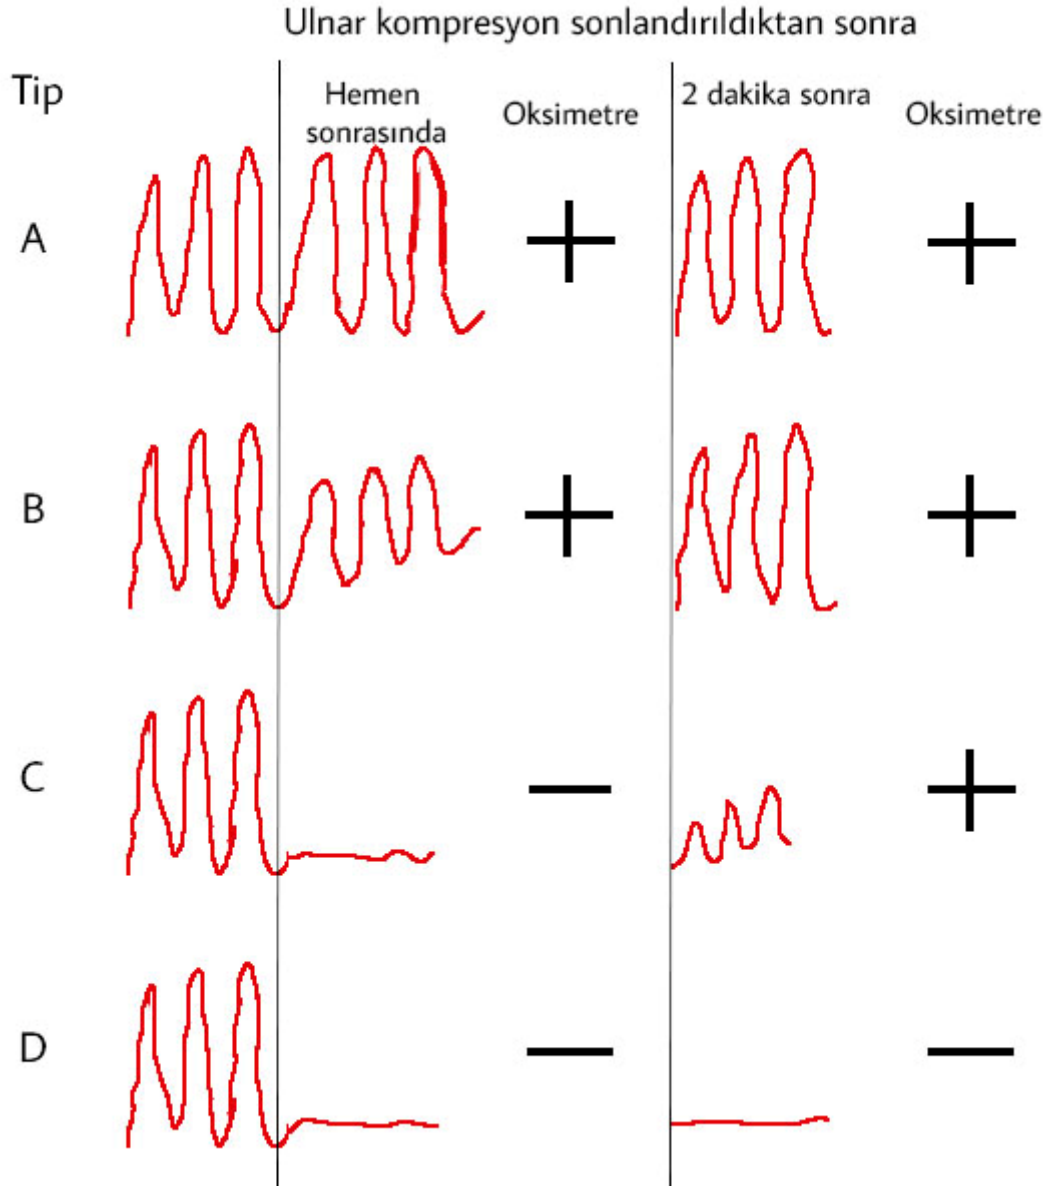 Ulnar kompresyon sonlandırıldıktan sonra
Tip
Hemen
sonrasında
Oksimetre
2 dakika sonra
Oksimetre
A
B
C
D